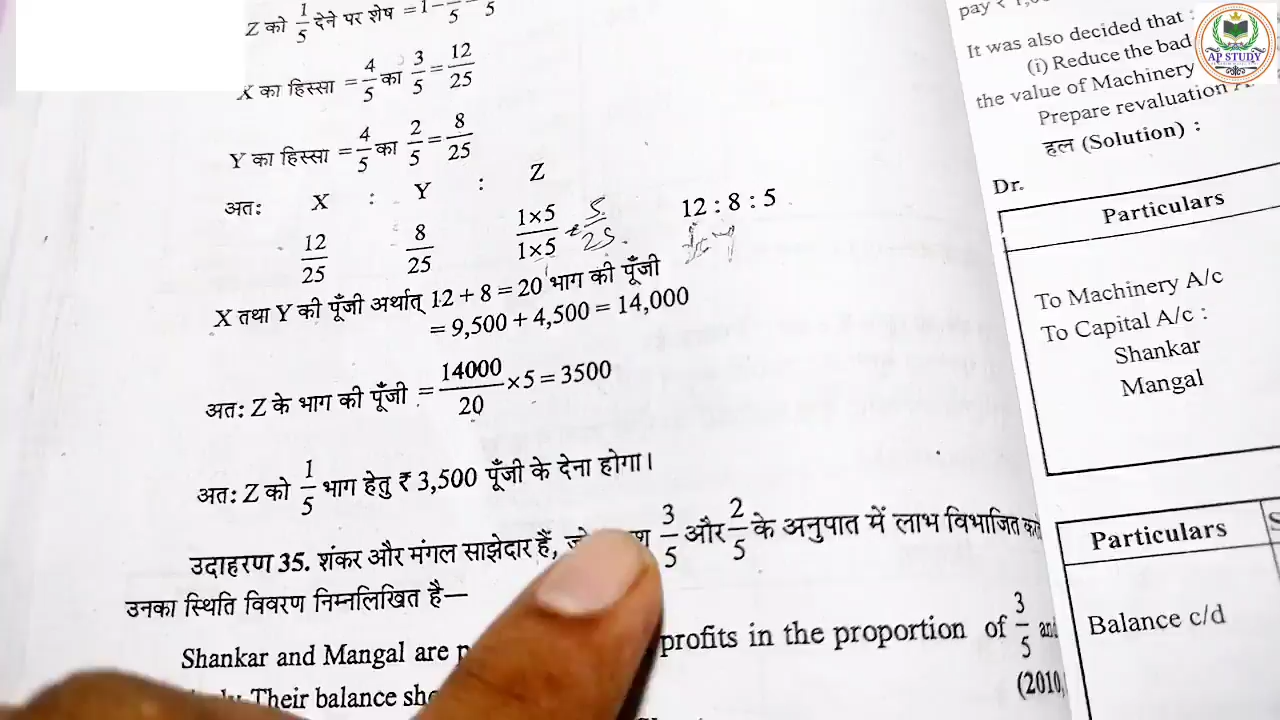 Z को 1/5 देने पर शेष = 1 −
X का हिस्सा = 4/5 का 3/5 = 12/25
Y का हिस्सा = 4/5 का 2/5 = 8/25
अतः X : Y : Z
12/25 8/25 1×5/1×5 = 5/25 12 : 8 : 5
X तथा Y की पूँजी अर्थात् 12 + 8 = 20 भाग की पूँजी
= 9,500 + 4,500 = 14,000
अतः Z के भाग की पूँजी = 14000/20 × 5 = 3500
अतः Z को 1/5 भाग हेतु ₹ 3,500 पूँजी के देना होगा।
उदाहरण 35. शंकर और मंगल साझेदार हैं, 3/5 और 2/5 के अनुपात में लाभ विभाजित
उनका स्थिति विवरण निम्नलिखित है—
Shankar and Mangal are profits in the proportion of 3/5 and
(2010,
Their balance
pay ₹
It was also decided that :
(i) Reduce the bad
the value of Machinery
Prepare revaluation
हल (Solution) :
Dr.
Particulars
To Machinery A/c
To Capital A/c :
Shankar
Mangal
Particulars
Balance c/d
AP STUDY